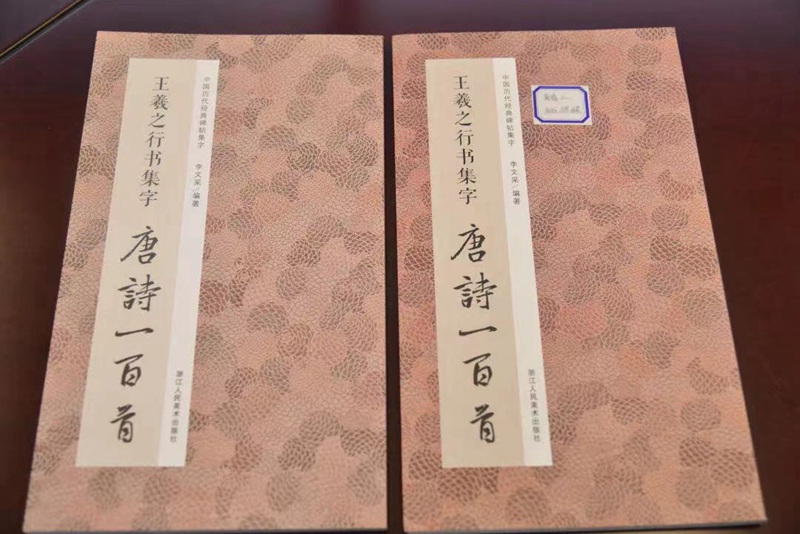 王羲之行书集字
唐詩一百首
中国历代经典碑帖集字
李文采/编著
浙江人民美术出版社
王羲之行书集字
唐詩一百首
中国历代经典碑帖集字
李文采/编著
浙江人民美术出版社